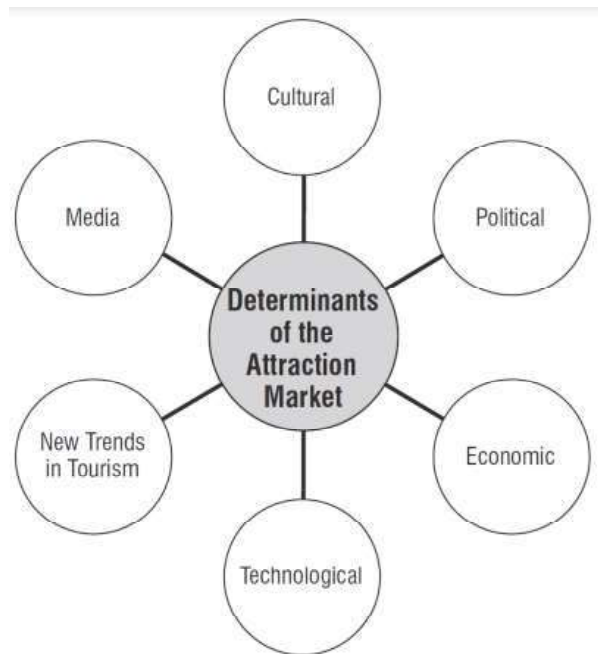 Cultural
Media
Political
Determinants
of the
Attraction
Market
New Trends
in Tourism
Economic
Technological